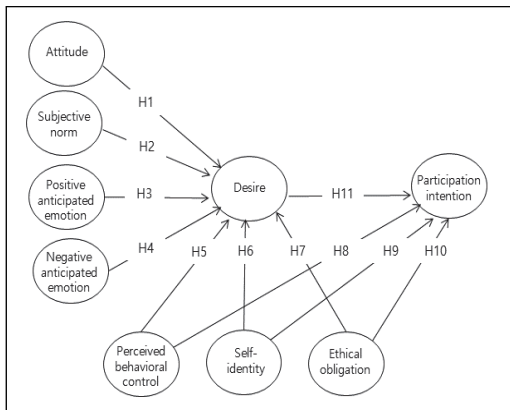 Attitude
H1
Subjective
norm
H2
Positive
anticipated
emotion
H3
Desire
H11
Participation
intention
Negative
anticipated
emotion
H4
H5
H6
H7
H8
H9
H10
Perceived
behavioral
control
Self-
identity
Ethical
obligation